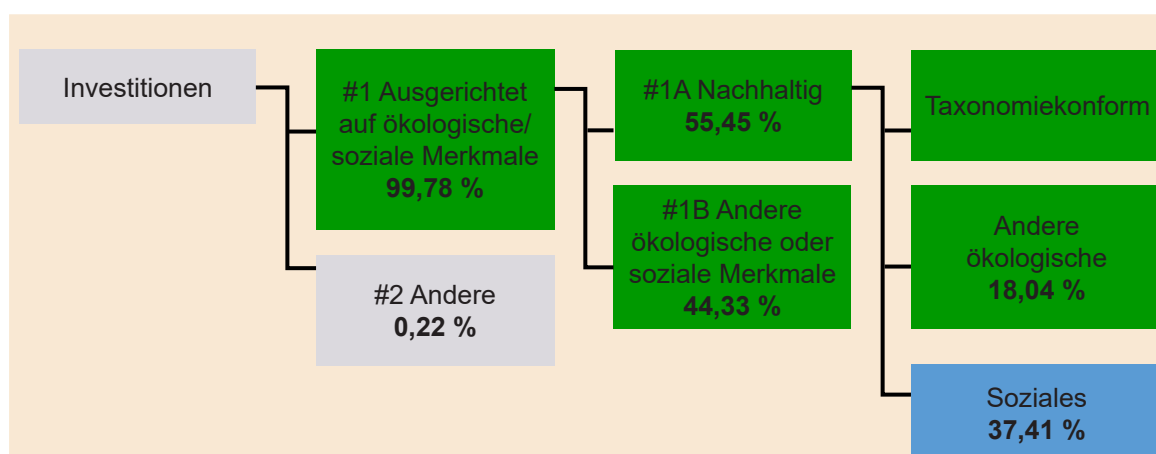 Investitionen
#1 Ausgerichtet
auf ökologische/
soziale Merkmale
99,78 %
#2 Andere
0,22 %
#1A Nachhaltig
55,45 %
#1B Andere
ökologische oder
soziale Merkmale
44,33 %
Taxonomiekonform
Andere
ökologische
18,04 %
Soziales
37,41 %